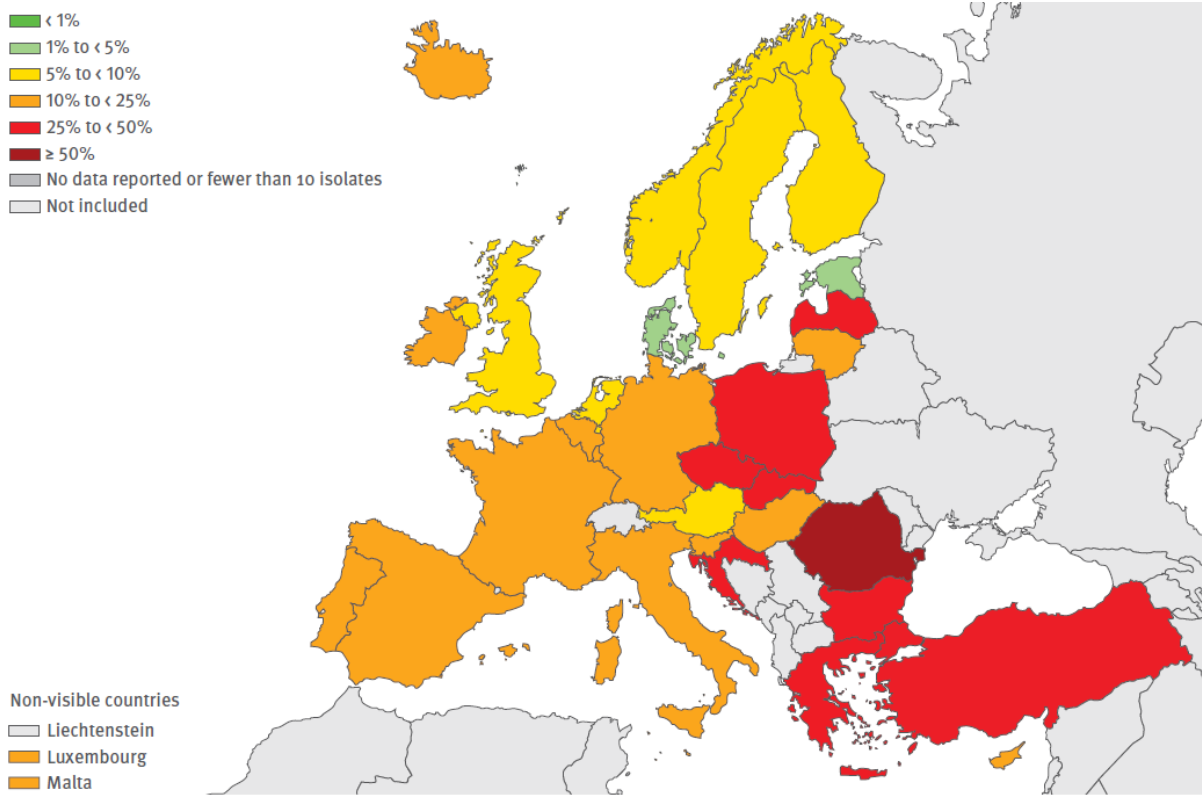 < 1%
1% to < 5%
5% to < 10%
10% to < 25%
25% to < 50%
≥ 50%
No data reported or fewer than 10 isolates
Not included
Non-visible countries
Liechtenstein
Luxembourg
Malta